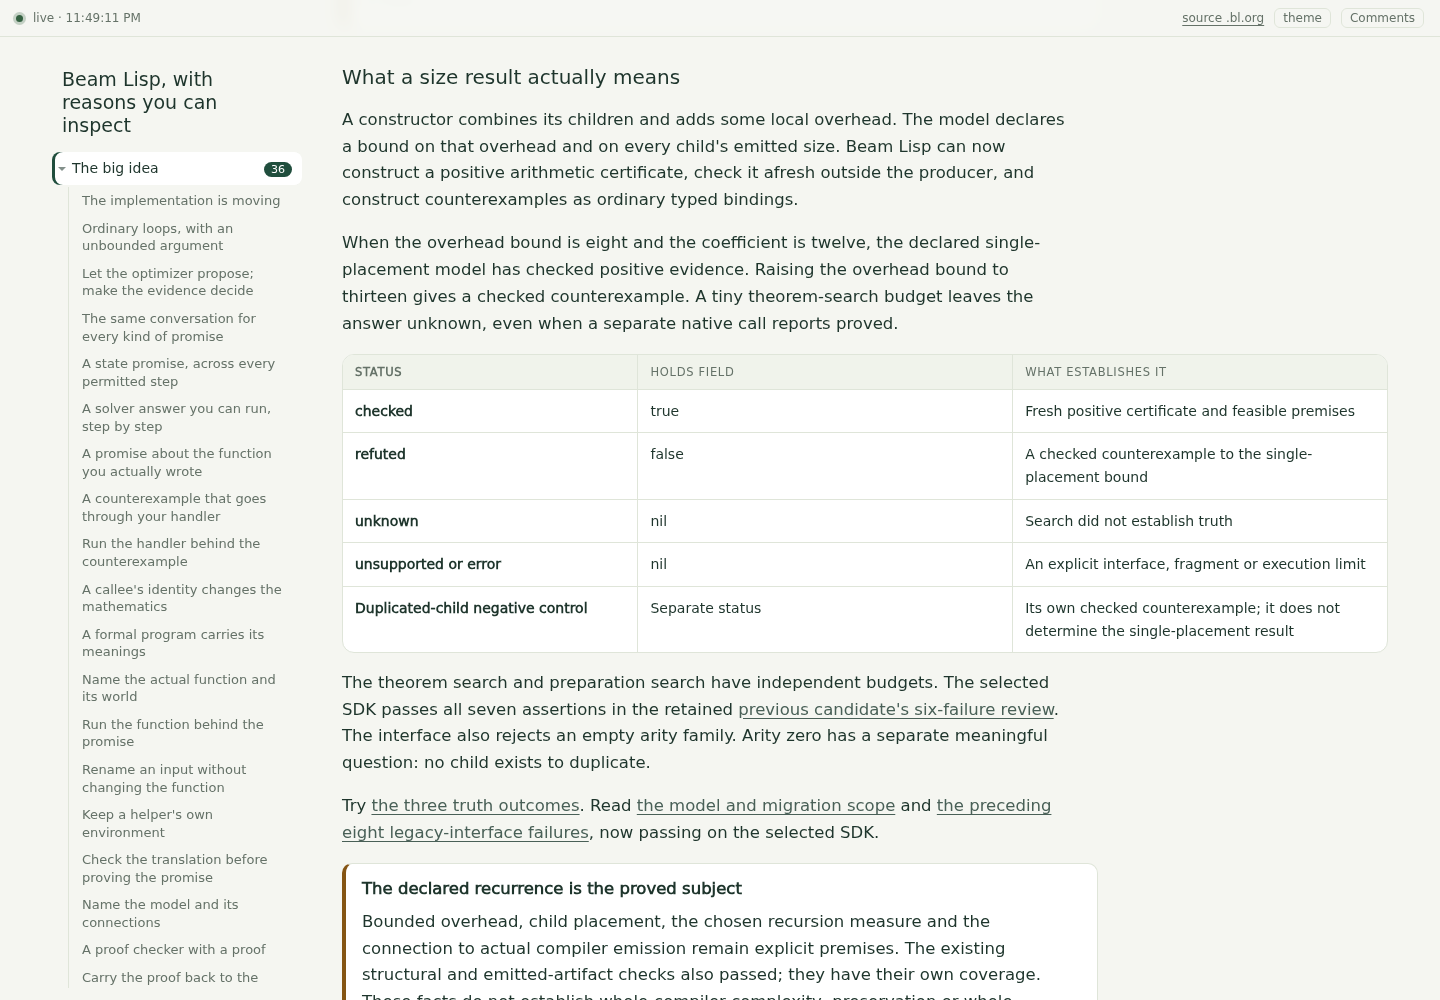 live · 11:49:11 PM
source .bl.org
theme
Comments
Beam Lisp, with
reasons you can
inspect
The big idea
36
The implementation is moving
Ordinary loops, with an
unbounded argument
Let the optimizer propose;
make the evidence decide
The same conversation for
every kind of promise
A state promise, across every
permitted step
A solver answer you can run,
step by step
A promise about the function
you actually wrote
A counterexample that goes
through your handler
Run the handler behind the
counterexample
A callee's identity changes the
mathematics
A formal program carries its
meanings
Name the actual function and
its world
Run the function behind the
promise
Rename an input without
changing the function
Keep a helper's own
environment
Check the translation before
proving the promise
Name the model and its
connections
A proof checker with a proof
Carry the proof back to the
What a size result actually means
A constructor combines its children and adds some local overhead. The model declares
a bound on that overhead and on every child's emitted size. Beam Lisp can now
construct a positive arithmetic certificate, check it afresh outside the producer, and
construct counterexamples as ordinary typed bindings.
When the overhead bound is eight and the coefficient is twelve, the declared single-
placement model has checked positive evidence. Raising the overhead bound to
thirteen gives a checked counterexample. A tiny theorem-search budget leaves the
answer unknown, even when a separate native call reports proved.
STATUS HOLDS FIELD WHAT ESTABLISHES IT
checked true Fresh positive certificate and feasible premises
refuted false A checked counterexample to the single-
placement bound
unknown nil Search did not establish truth
unsupported or error nil An explicit interface, fragment or execution limit
Duplicated-child negative control Separate status Its own checked counterexample; it does not
determine the single-placement result
The theorem search and preparation search have independent budgets. The selected
SDK passes all seven assertions in the retained previous candidate's six-failure review.
The interface also rejects an empty arity family. Arity zero has a separate meaningful
question: no child exists to duplicate.
Try the three truth outcomes. Read the model and migration scope and the preceding
eight legacy-interface failures, now passing on the selected SDK.
The declared recurrence is the proved subject
Bounded overhead, child placement, the chosen recursion measure and the
connection to actual compiler emission remain explicit premises. The existing
structural and emitted-artifact checks also passed; they have their own coverage.
These facts do not establish whole-compiler complexity, preservation or whole-